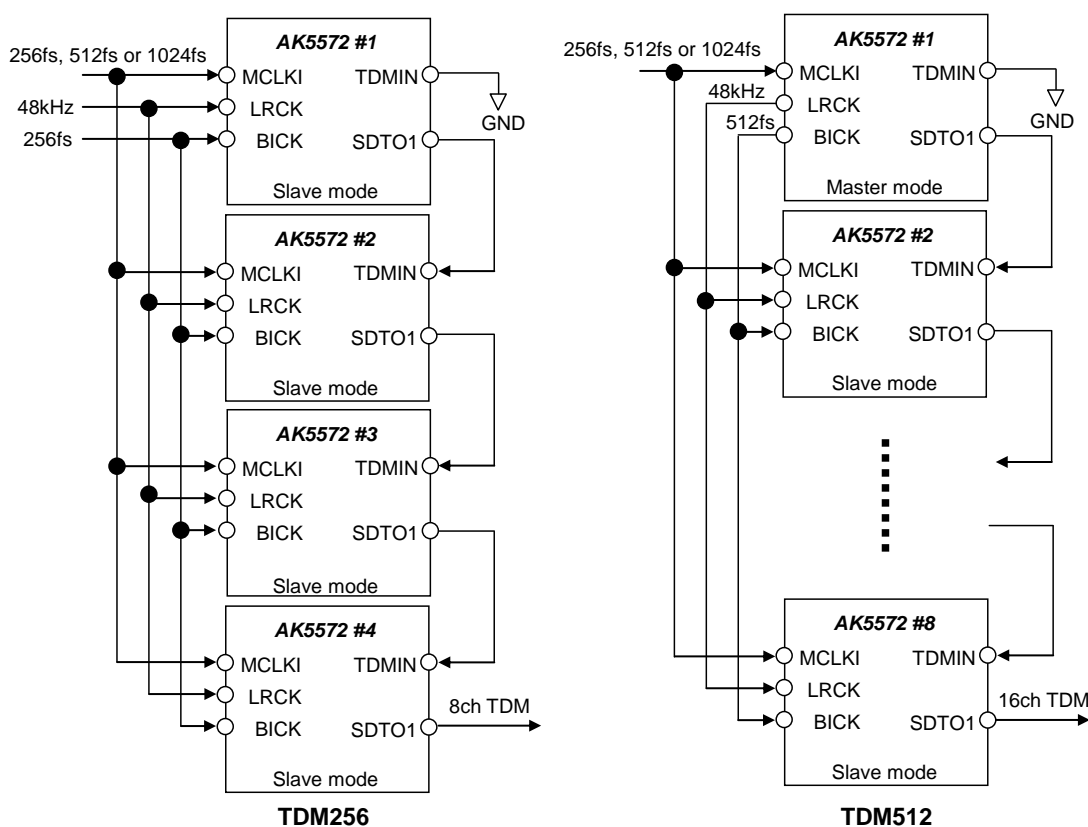 AK5572 #1
256fs, 512fs or 1024fs
MCLKI TDMIN
48kHz
LRCK
GND
256fs
BICK SDTO1
Slave mode
AK5572 #2
MCLKI TDMIN
LRCK
BICK SDTO1
Slave mode
AK5572 #3
MCLKI TDMIN
LRCK
BICK SDTO1
Slave mode
AK5572 #4
MCLKI TDMIN
LRCK
8ch TDM
BICK SDTO1
Slave mode
TDM256
AK5572 #1
256fs, 512fs or 1024fs
MCLKI TDMIN
48kHz
LRCK
GND
512fs
BICK SDTO1
Master mode
AK5572 #2
MCLKI TDMIN
LRCK
BICK SDTO1
Slave mode
AK5572 #8
MCLKI TDMIN
LRCK
16ch TDM
BICK SDTO1
Slave mode
TDM512